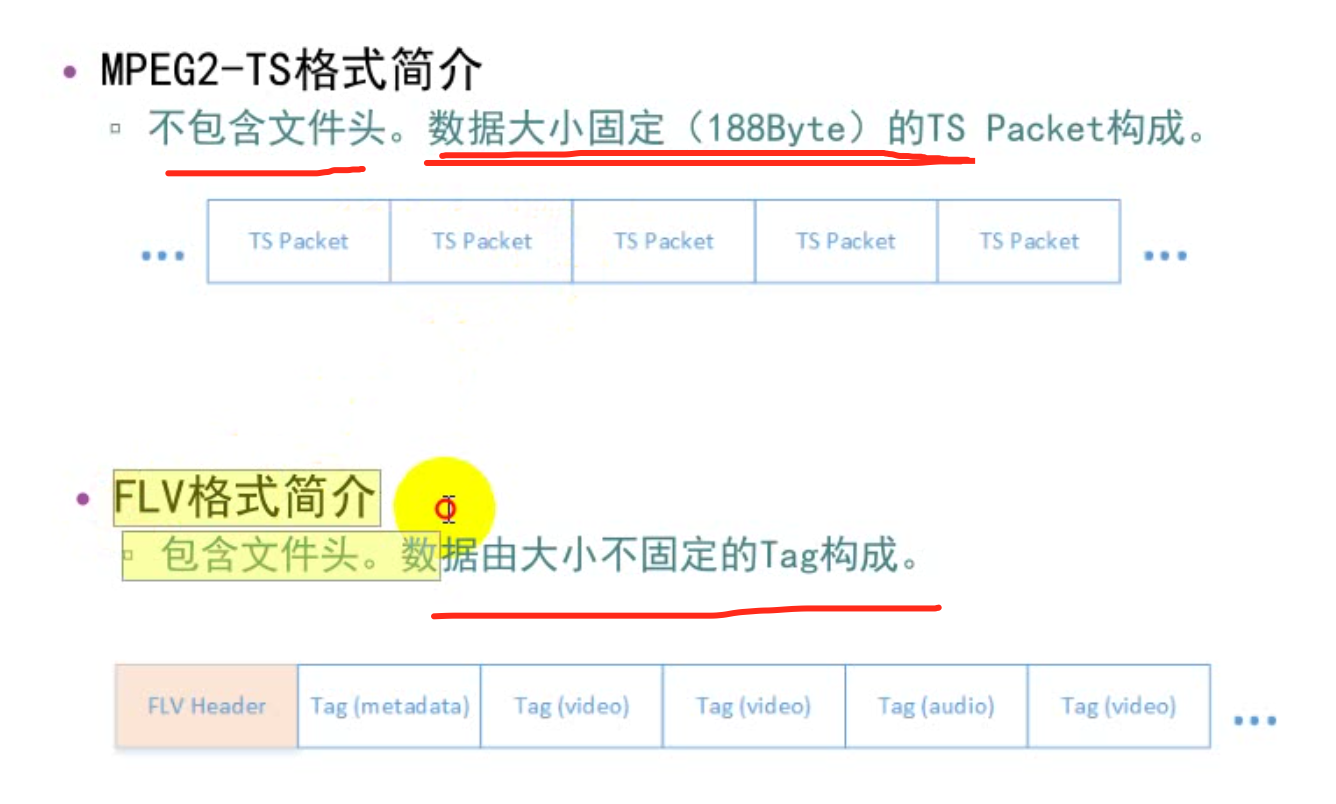 MPEG2-TS格式简介
不包含文件头。数据大小固定（188Byte）的TS Packet构成。
... TS Packet TS Packet TS Packet TS Packet TS Packet ...
FLV格式简介
包含文件头。数据由大小不固定的Tag构成。
FLV Header Tag (metadata) Tag (video) Tag (video) Tag (audio) Tag (video) ...